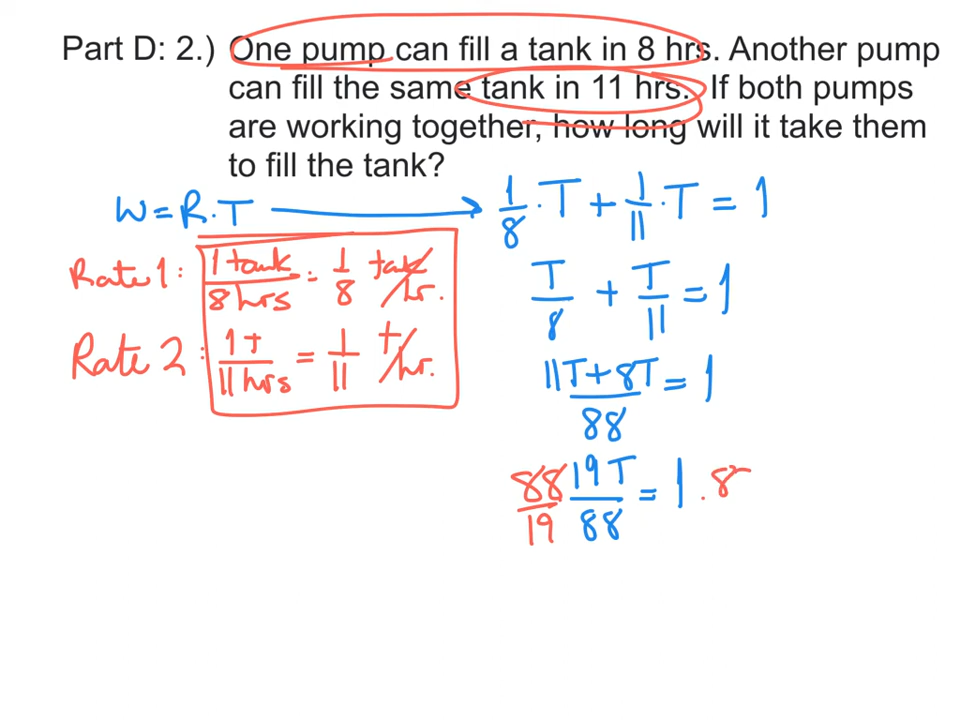 Part D: 2.) One pump can fill a tank in 8 hrs. Another pump
can fill the same tank in 11 hrs. If both pumps
are working together, how long will it take them
to fill the tank?
W = R.T → 1/8 · T + 1/11 · T = 1
Rate 1: 1 tank / 8 hrs = 1/8 tank/hr.
T/8 + T/11 = 1
Rate 2: 1 t / 11 hrs = 1/11 t/hr.
11T + 8T / 88 = 1
88/19 19T/88 = 1 . 8